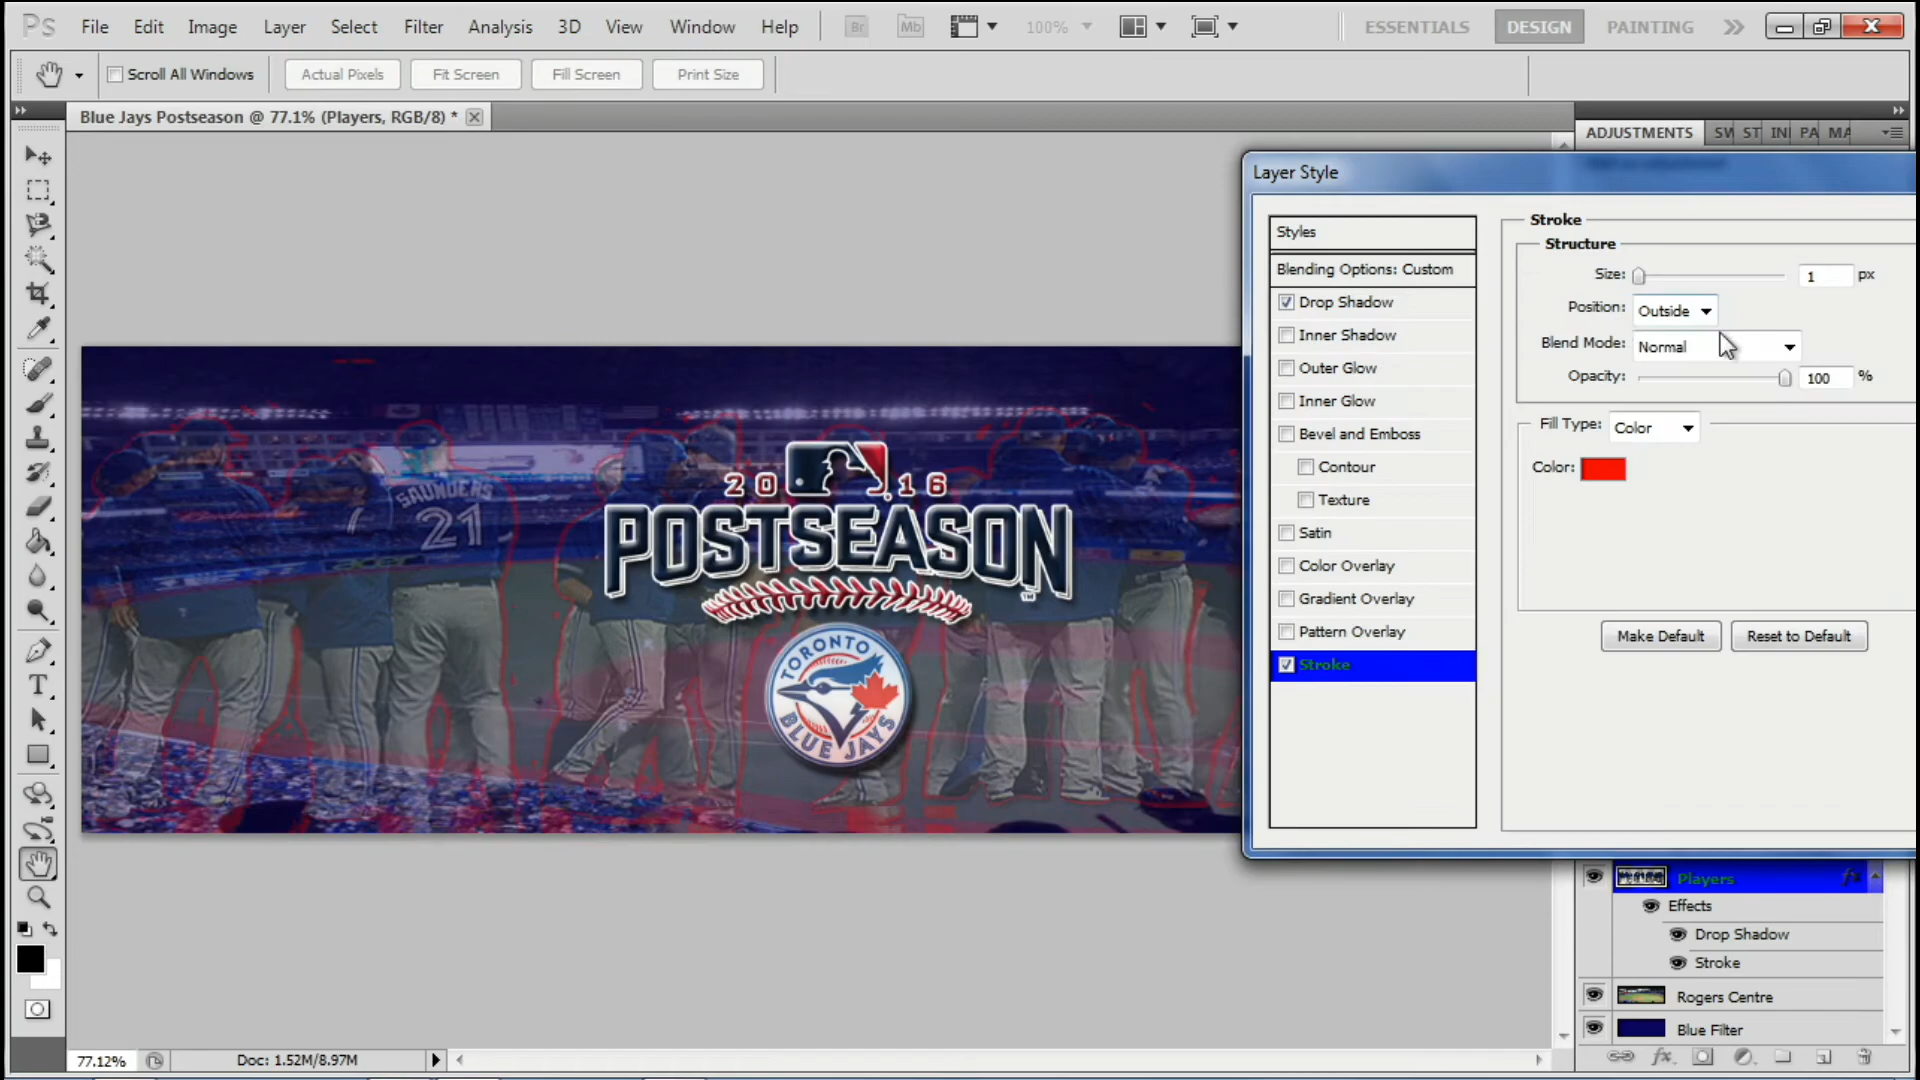 Ps File Edit Image Layer Select Filter Analysis 3D View Window Help Br Mb 100% ESSENTIALS DESIGN PAINTING
Scroll All Windows Actual Pixels Fit Screen Fill Screen Print Size
Blue Jays Postseason @ 77.1% (Players, RGB/8) *
ADJUSTMENTS SW ST IN PA MA
Layer Style
Styles
Blending Options: Custom
Drop Shadow
Inner Shadow
Outer Glow
Inner Glow
Bevel and Emboss
Contour
Texture
Satin
Color Overlay
Gradient Overlay
Pattern Overlay
Stroke
Stroke
Structure
Size: 1 px
Position: Outside
Blend Mode: Normal
Opacity: 100 %
Fill Type: Color
Color:
Make Default Reset to Default
SAUNDERS
21
2016
POSTSEASON
TM
TORONTO
BLUE JAYS
Players fx
Effects
Drop Shadow
Stroke
Rogers Centre
Blue Filter
77.12% Doc: 1.52M/8.97M
fx